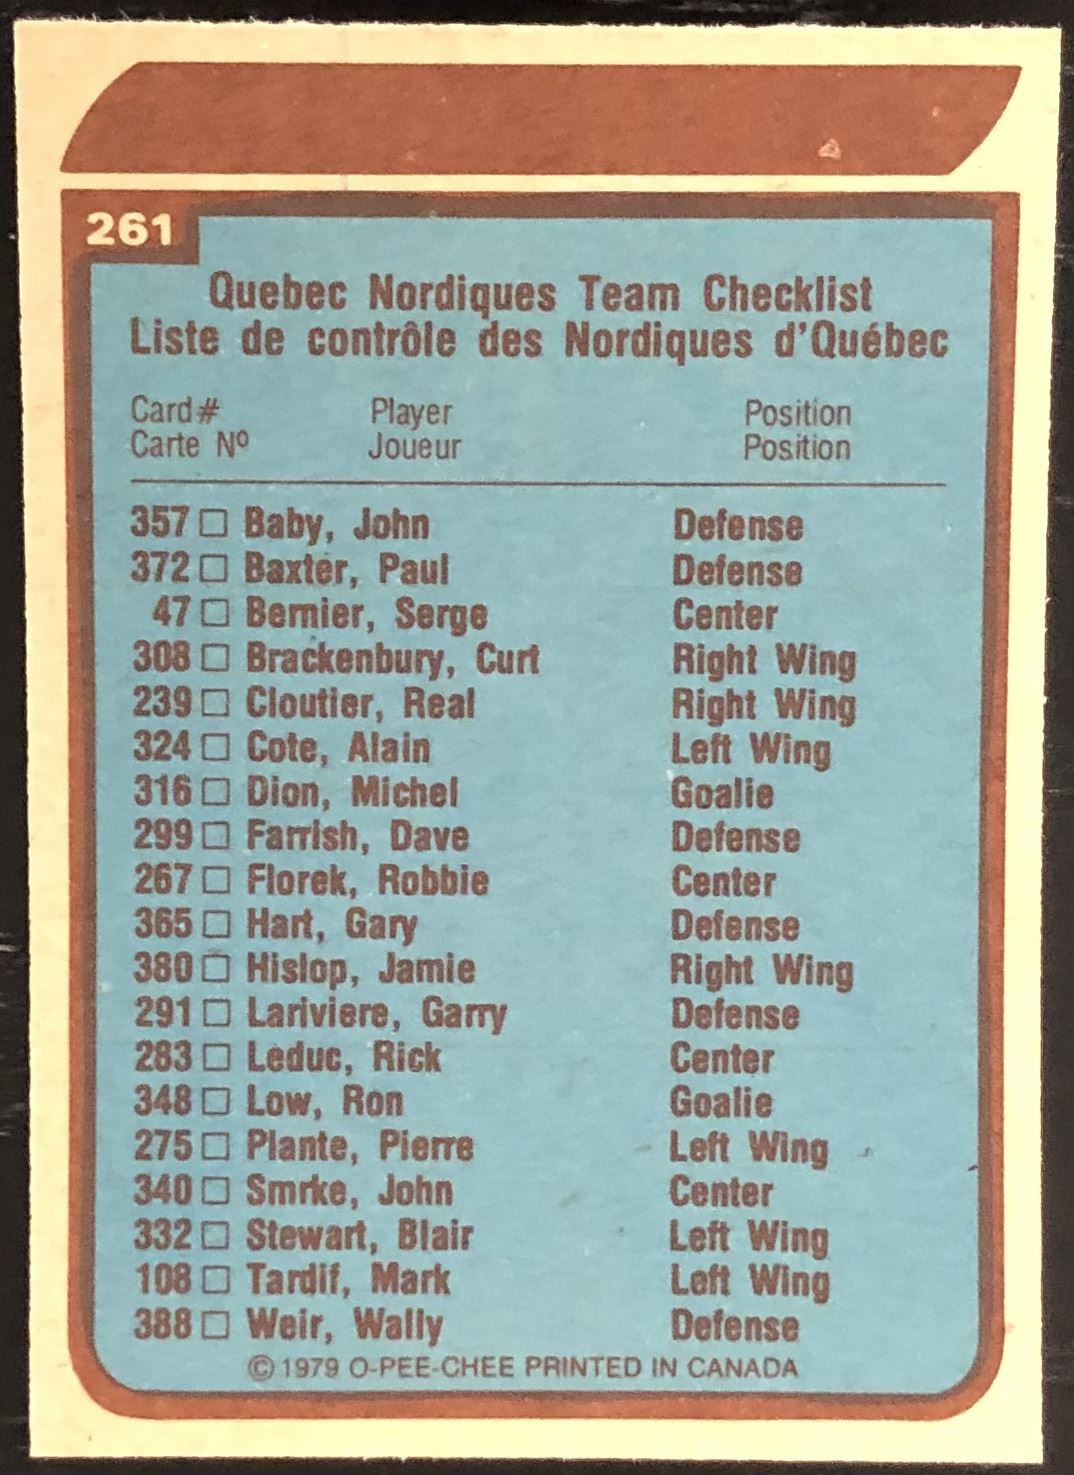 261
Quebec Nordiques Team Checklist
Liste de contrôle des Nordiques d'Québec
Card# Player Position
Carte Nº Joueur Position
357 □ Baby, John Defense
372 □ Baxter, Paul Defense
47 □ Bernier, Serge Center
308 □ Brackenbury, Curt Right Wing
239 □ Cloutier, Real Right Wing
324 □ Cote, Alain Left Wing
316 □ Dion, Michel Goalie
299 □ Farrish, Dave Defense
267 □ Florek, Robbie Center
365 □ Hart, Gary Defense
380 □ Hislop, Jamie Right Wing
291 □ Lariviere, Garry Defense
283 □ Leduc, Rick Center
348 □ Low, Ron Goalie
275 □ Plante, Pierre Left Wing
340 □ Smrke, John Center
332 □ Stewart, Blair Left Wing
108 □ Tardif, Mark Left Wing
388 □ Weir, Wally Defense
© 1979 O-PEE-CHEE PRINTED IN CANADA